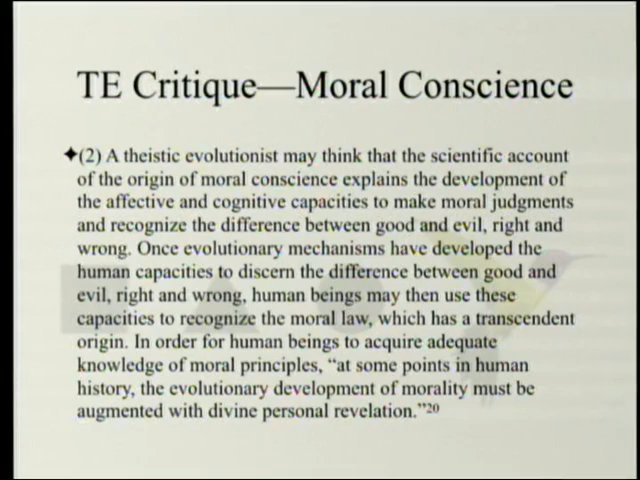 TE Critique—Moral Conscience
✦(2) A theistic evolutionist may think that the scientific account
of the origin of moral conscience explains the development of
the affective and cognitive capacities to make moral judgments
and recognize the difference between good and evil, right and
wrong. Once evolutionary mechanisms have developed the
human capacities to discern the difference between good and
evil, right and wrong, human beings may then use these
capacities to recognize the moral law, which has a transcendent
origin. In order for human beings to acquire adequate
knowledge of moral principles, “at some points in human
history, the evolutionary development of morality must be
augmented with divine personal revelation.”20